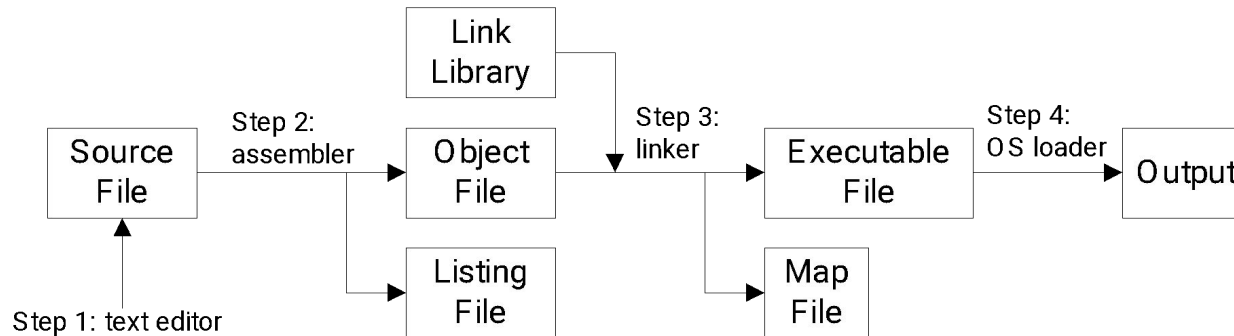 Link
Library
Step 2:
assembler
Step 3:
linker
Step 4:
OS loader
Source
File
Object
File
Executable
File
Output
Listing
File
Map
File
Step 1: text editor